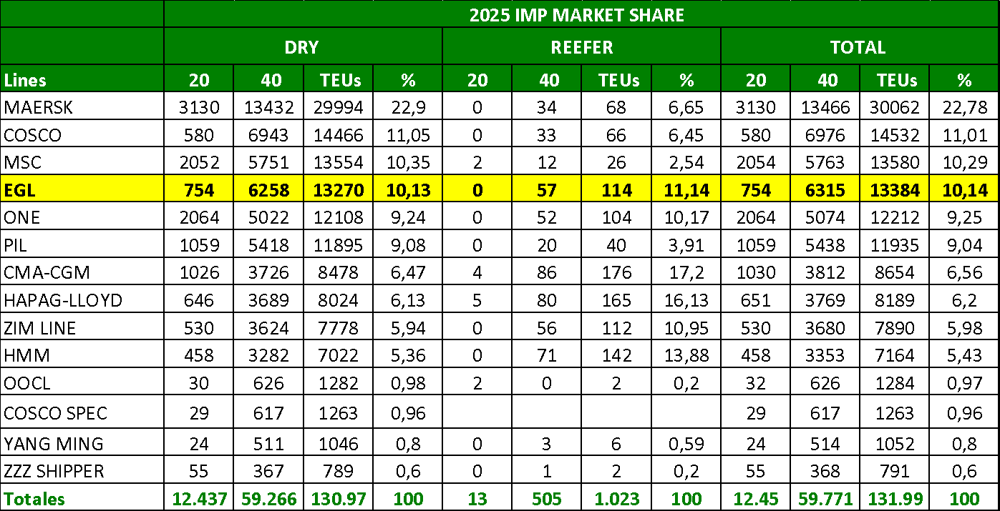 2025 IMP MARKET SHARE
DRY REEFER TOTAL
Lines 20 40 TEUs % 20 40 TEUs % 20 40 TEUs %
MAERSK 3130 13432 29994 22,9 0 34 68 6,65 3130 13466 30062 22,78
COSCO 580 6943 14466 11,05 0 33 66 6,45 580 6976 14532 11,01
MSC 2052 5751 13554 10,35 2 12 26 2,54 2054 5763 13580 10,29
EGL 754 6258 13270 10,13 0 57 114 11,14 754 6315 13384 10,14
ONE 2064 5022 12108 9,24 0 52 104 10,17 2064 5074 12212 9,25
PIL 1059 5418 11895 9,08 0 20 40 3,91 1059 5438 11935 9,04
CMA-CGM 1026 3726 8478 6,47 4 86 176 17,2 1030 3812 8654 6,56
HAPAG-LLOYD 646 3689 8024 6,13 5 80 165 16,13 651 3769 8189 6,2
ZIM LINE 530 3624 7778 5,94 0 56 112 10,95 530 3680 7890 5,98
HMM 458 3282 7022 5,36 0 71 142 13,88 458 3353 7164 5,43
OOCL 30 626 1282 0,98 2 0 2 0,2 32 626 1284 0,97
COSCO SPEC 29 617 1263 0,96 29 617 1263 0,96
YANG MING 24 511 1046 0,8 0 3 6 0,59 24 514 1052 0,8
ZZZ SHIPPER 55 367 789 0,6 0 1 2 0,2 55 368 791 0,6
Totales 12.437 59.266 130.97 100 13 505 1.023 100 12.45 59.771 131.99 100